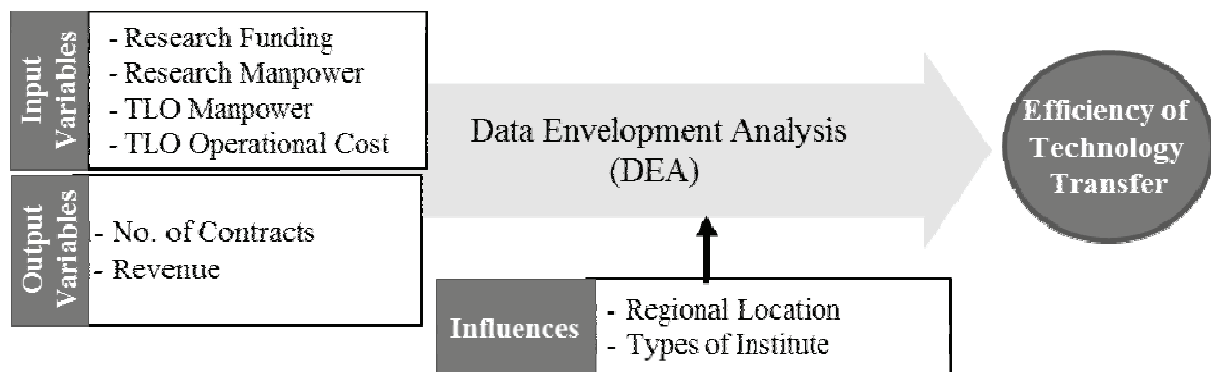 Input
Variables
- Research Funding
- Research Manpower
- TLO Manpower
- TLO Operational Cost
Output
Variables
- No. of Contracts
- Revenue
Data Envelopment Analysis
(DEA)
Influences
- Regional Location
- Types of Institute
Efficiency of
Technology
Transfer